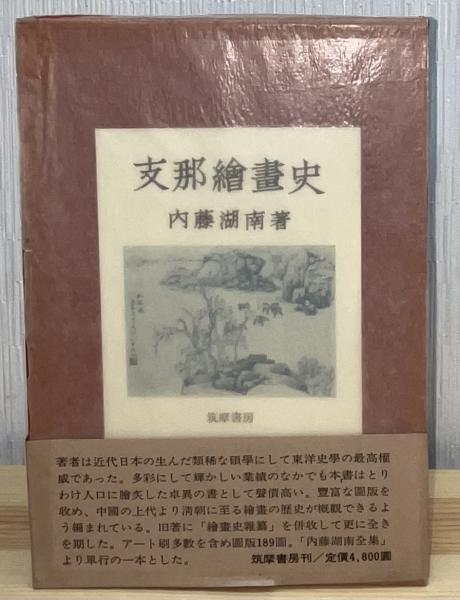 支那繪畫史
內藤湖南著
筑摩書房
著者は近代日本の生んだ類稀な碩學にして東洋史學の最高權
威であった。多彩にして輝かしい業績のなかでも本書はとり
わけ人口に膾炙した卓異の書として聲價高い。豐富な圖版を
收め、中國の上代より清朝に至る繪畫の歷史が概觀できるよ
う編まれている。旧著に「繪畫史雜纂」を併收して更に全き
を期した。アート刷多數を含め圖版189圖。「內藤湖南全集」
より單行の一本とした。
筑摩書房刊／定價4,800圓